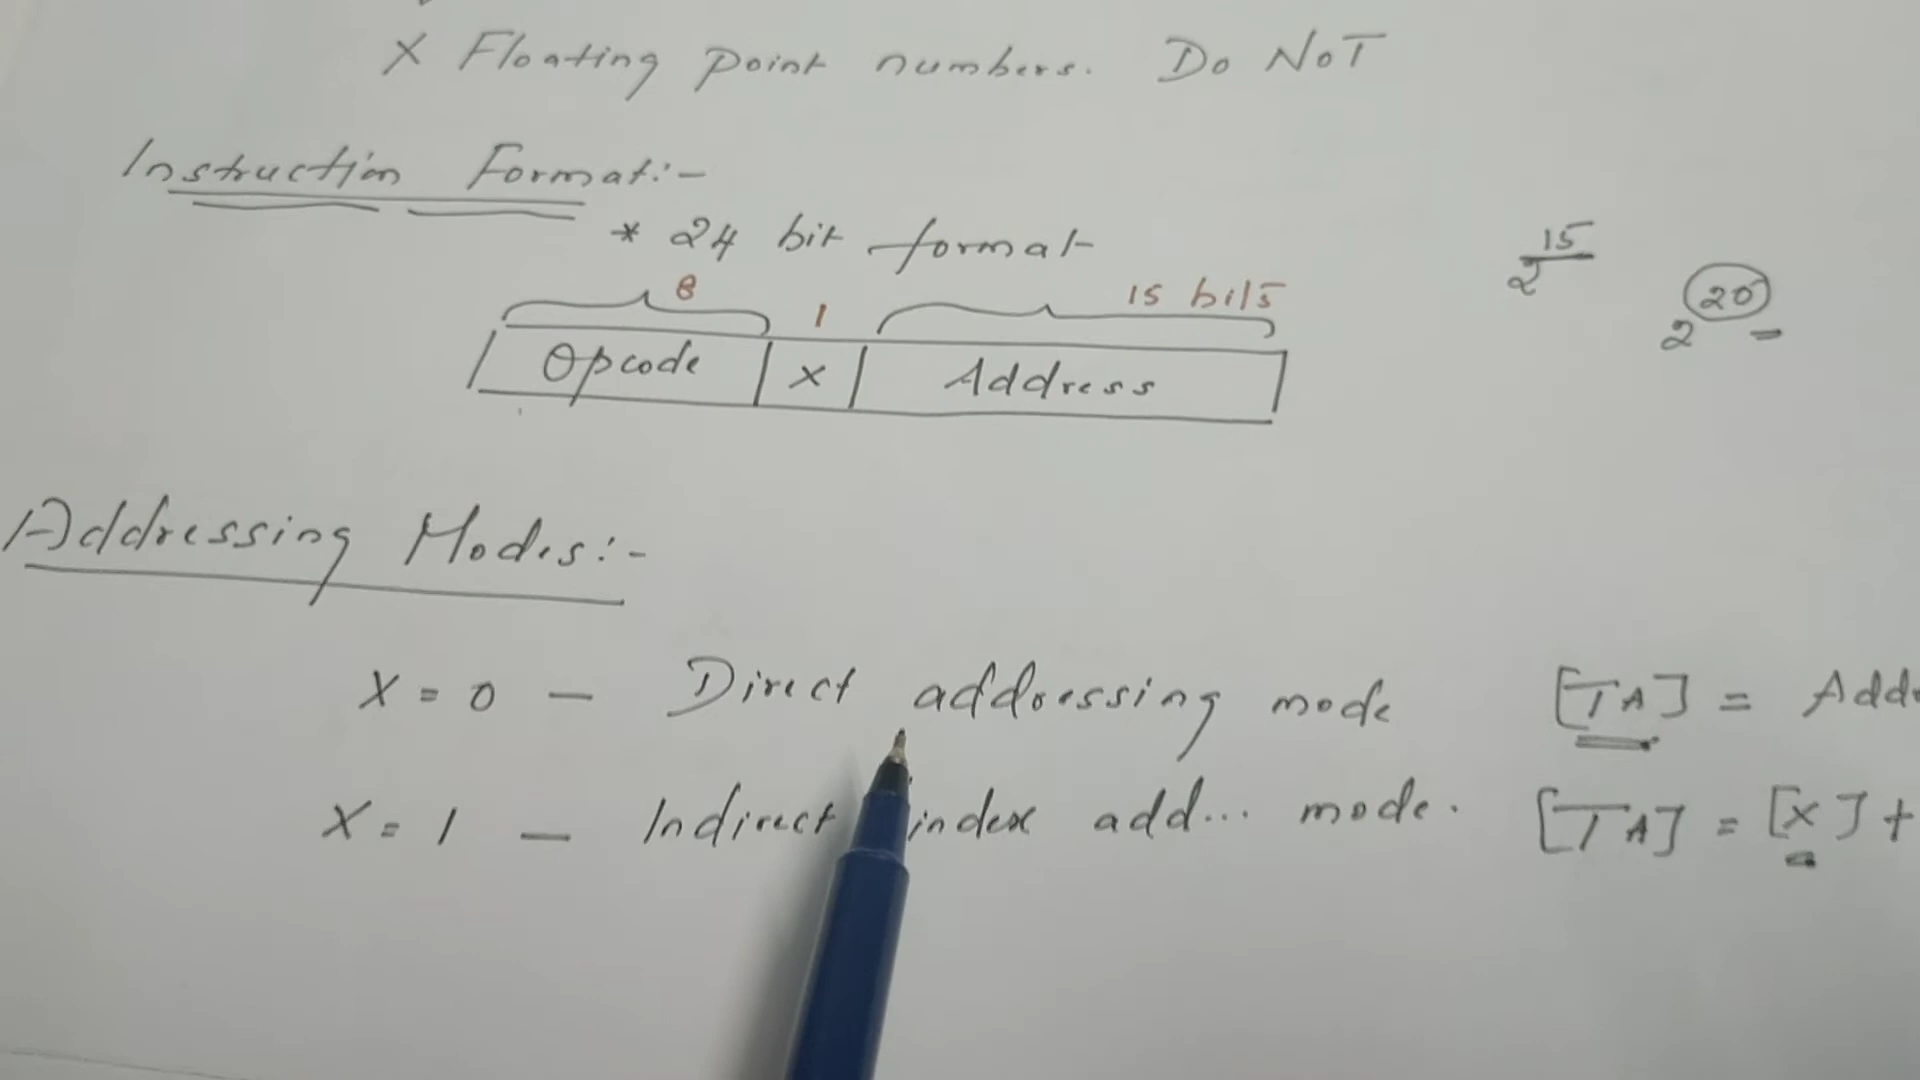 X Floating point numbers. Do NOT
Instruction Format:-
* 24 bit format
2^15
2^20
8 1 15 bits
Opcode X Address
Addressing Modes:-
X = 0 — Direct addressing mode [TA] = Add
X = 1 — Indirect index add... mode. [TA] = [X] +